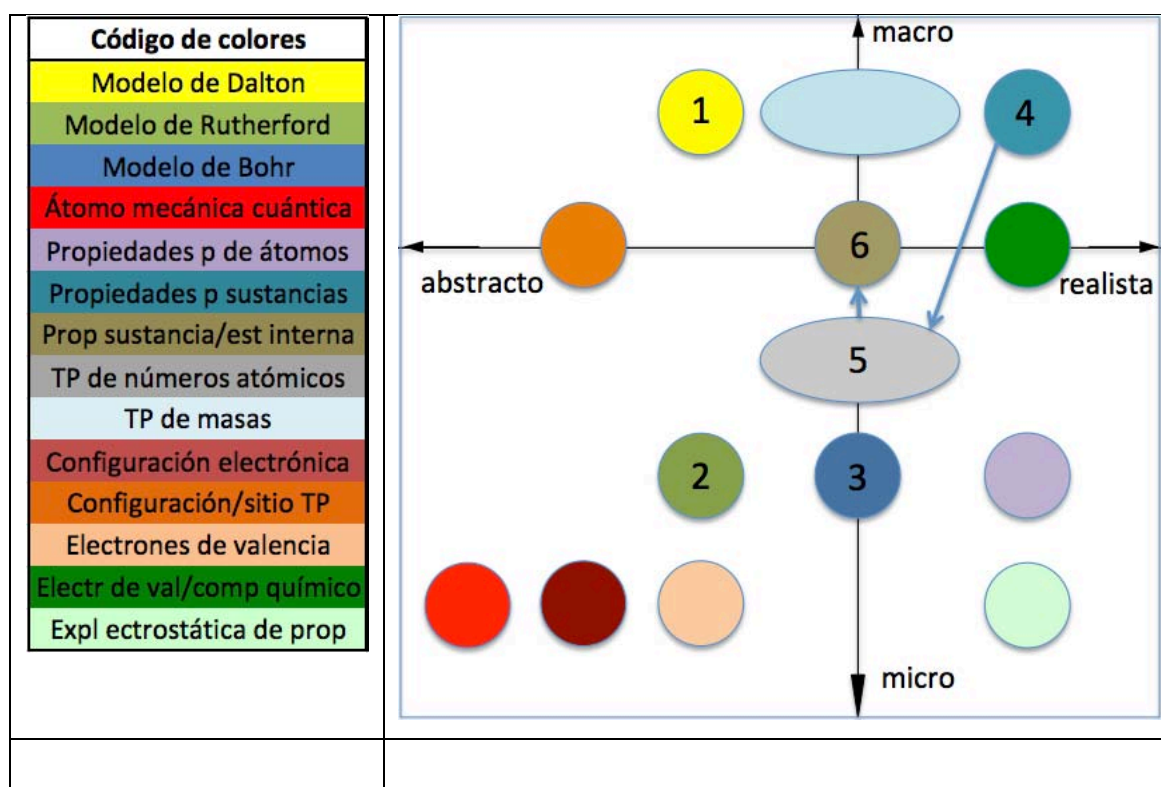 Código de colores
Modelo de Dalton
Modelo de Rutherford
Modelo de Bohr
Átomo mecánica cuántica
Propiedades p de átomos
Propiedades p sustancias
Prop sustancia/est interna
TP de números atómicos
TP de masas
Configuración electrónica
Configuración/sitio TP
Electrones de valencia
Electr de val/comp químico
Expl ectrostática de prop
macro
1
4
6
abstracto
realista
5
2
3
micro